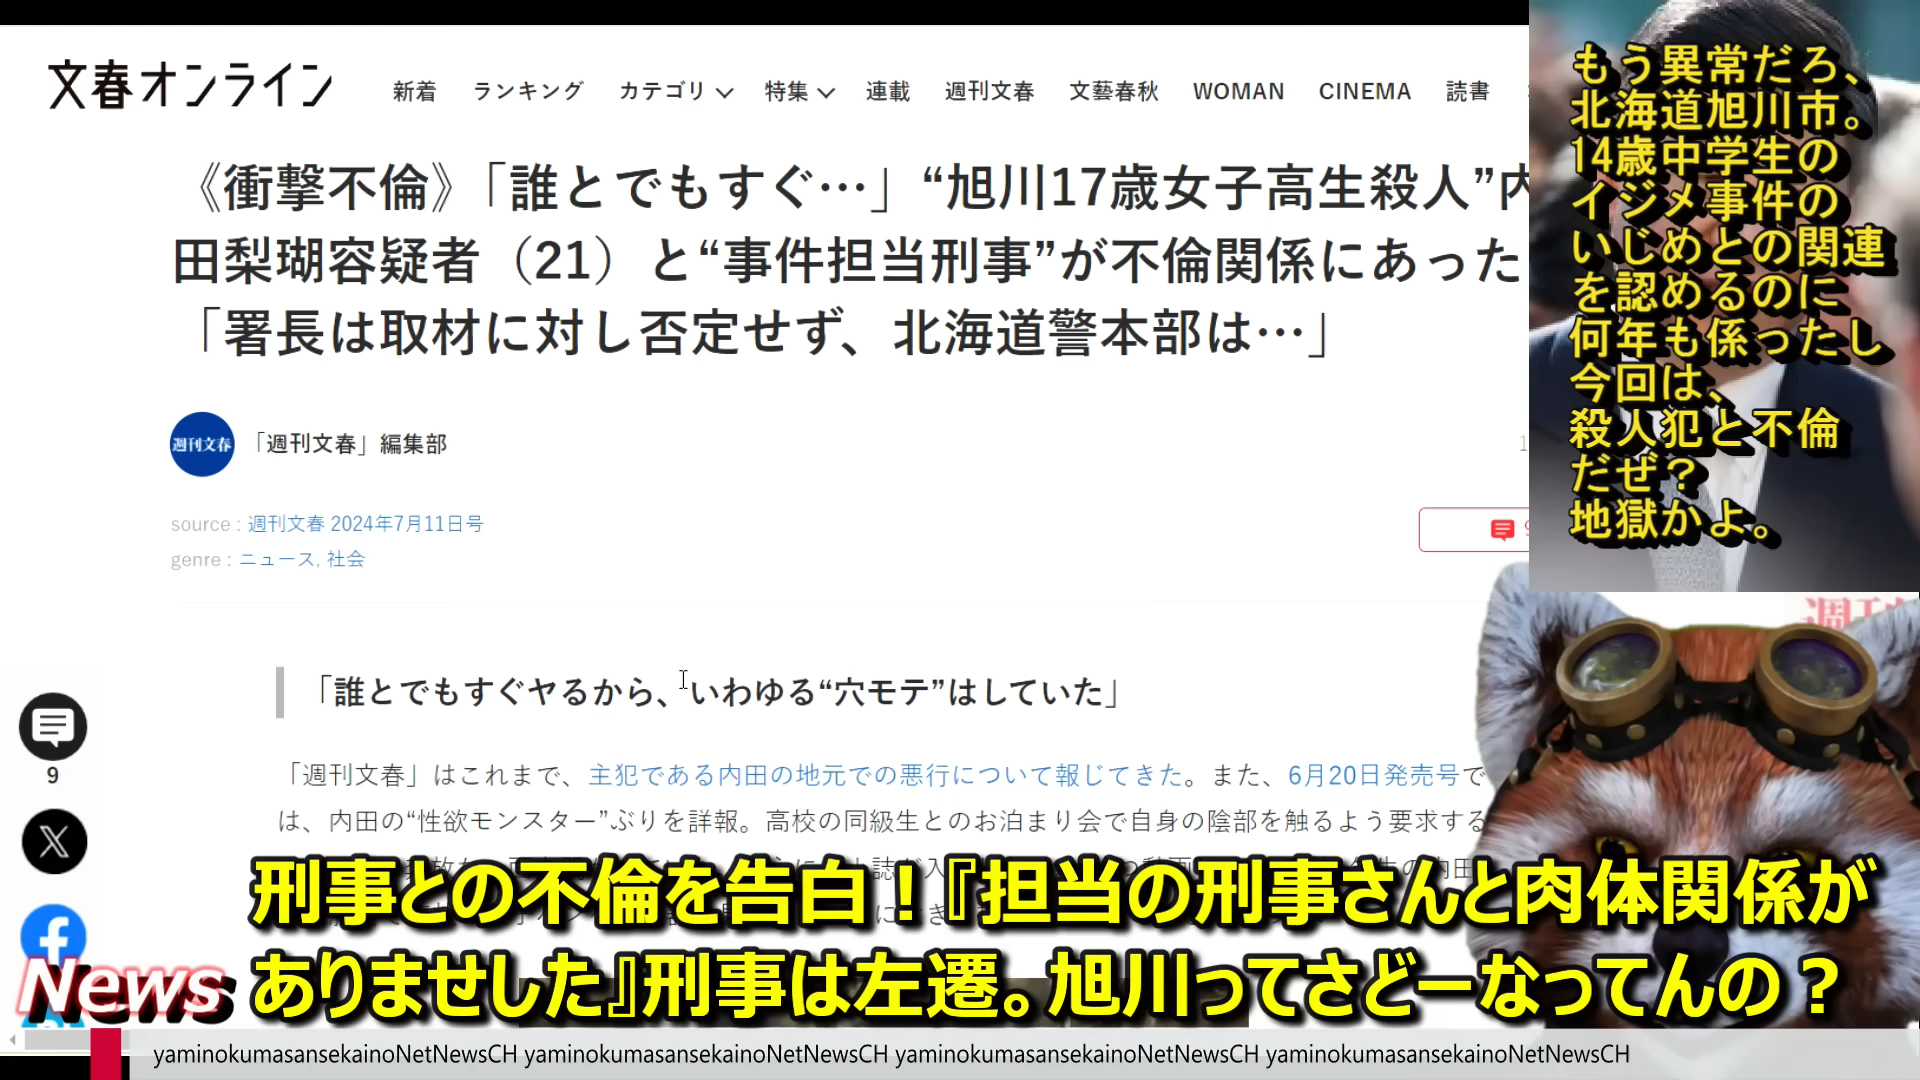 文春オンライン
新着 ランキング カテゴリ 特集 連載 週刊文春 文藝春秋 WOMAN CINEMA 読書
《衝撃不倫》「誰とでもすぐ…」“旭川17歳女子高生殺人”内
田梨瑚容疑者（21）と“事件担当刑事”が不倫関係にあった
「署長は取材に対し否定せず、北海道警本部は…」
週刊文春
「週刊文春」編集部
source : 週刊文春 2024年7月11日号
genre : ニュース, 社会
もう異常だろ、
北海道旭川市。
14歳中学生の
イジメ事件の
いじめとの関連
を認めるのに
何年も係ったし
今回は、
殺人犯と不倫
だぜ？
地獄かよ。
「誰とでもすぐヤるから、いわゆる“穴モテ”はしていた」
「週刊文春」はこれまで、主犯である内田の地元での悪行について報じてきた。また、6月20日発売号で
は、内田の“性欲モンスター”ぶりを詳報。高校の同級生とのお泊まり会で自身の陰部を触るよう要求する
9
刑事との不倫を告白！『担当の刑事さんと肉体関係が
ありませした』刑事は左遷。旭川ってさどーなってんの？
News
yaminokumasansekainoNetNewsCH yaminokumasansekainoNetNewsCH yaminokumasansekainoNetNewsCH yaminokumasansekainoNetNewsCH